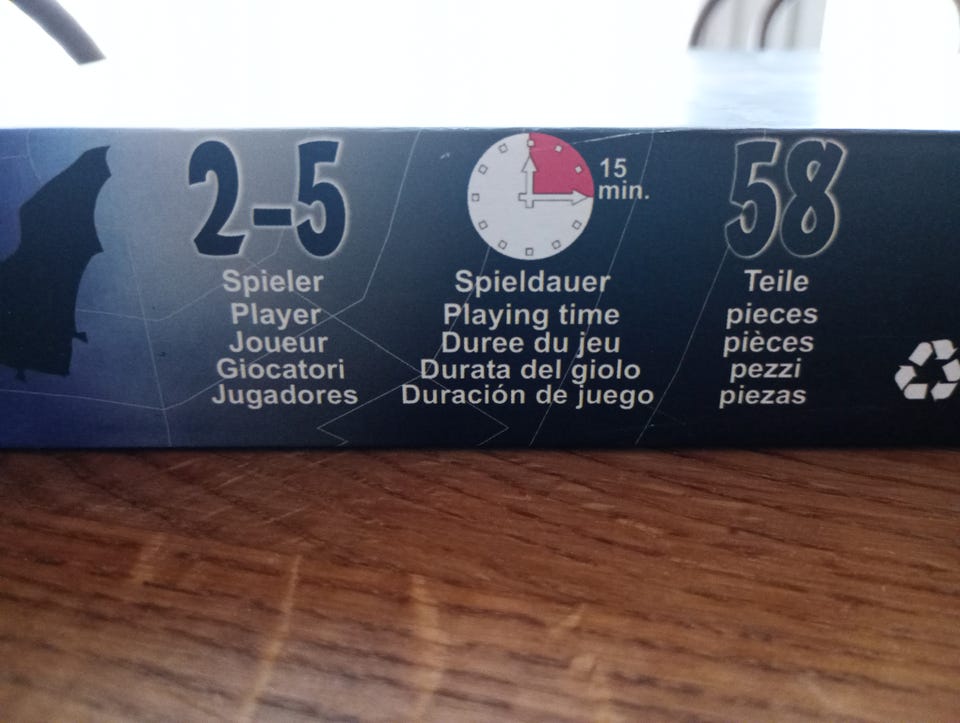 2-5
Spieler
Player
Joueur
Giocatori
Jugadores
15
min.
Spieldauer
Playing time
Duree du jeu
Durata del giolo
Duración de juego
58
Teile
pieces
pièces
pezzi
piezas